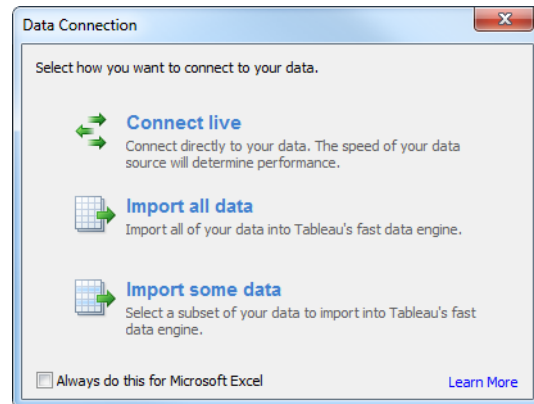 Data Connection
Select how you want to connect to your data.
Connect live
Connect directly to your data. The speed of your data
source will determine performance.
Import all data
Import all of your data into Tableau's fast data engine.
Import some data
Select a subset of your data to import into Tableau's fast
data engine.
Always do this for Microsoft Excel
Learn More